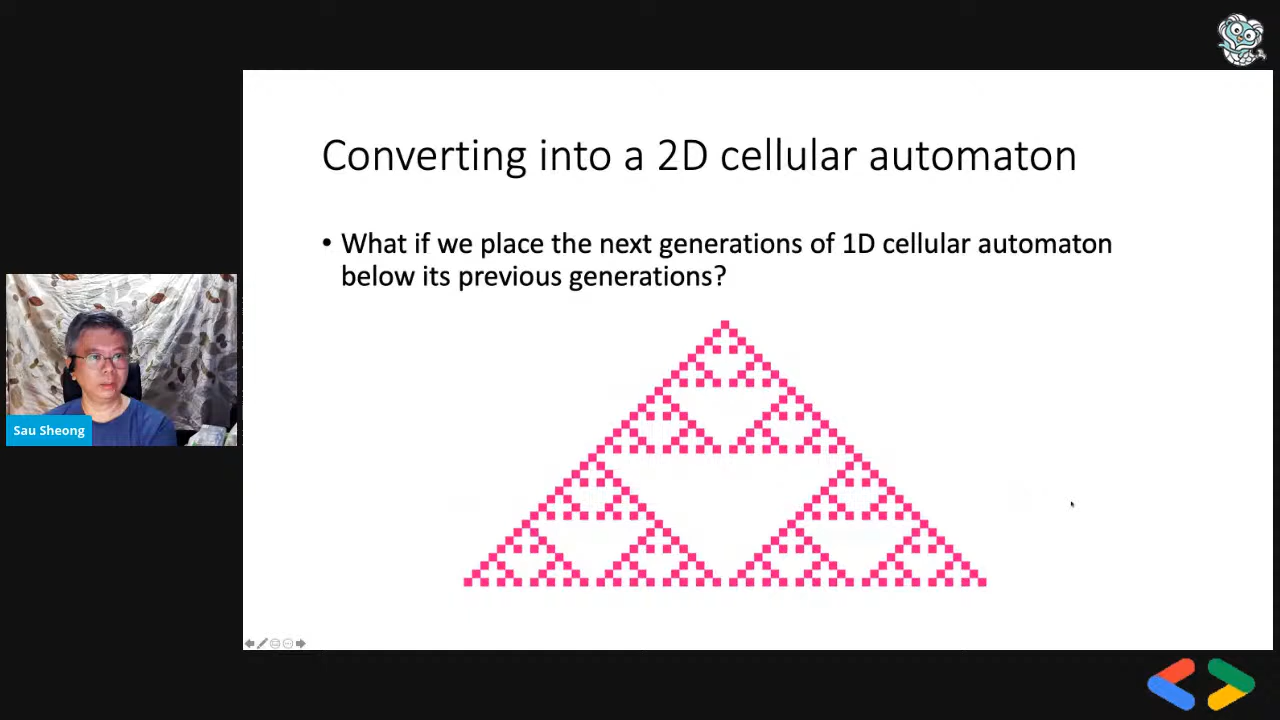 Converting into a 2D cellular automaton
• What if we place the next generations of 1D cellular automaton
below its previous generations?
Sau Sheong